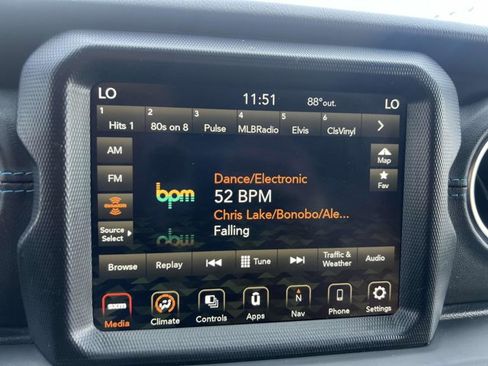 LO
11:51
88°out.
LO
1 Hits 1
2 80s on 8
3 Pulse
4 MLBRadio
5 Elvis
6 ClsVinyl
AM
FM
Source Select
bpm
Dance/Electronic
52 BPM
Chris Lake/Bonobo/Ale...
Falling
Map
Fav
Browse
Replay
Tune
Traffic & Weather
Audio
Media
Climate
Controls
Apps
N
Nav
Phone
Settings